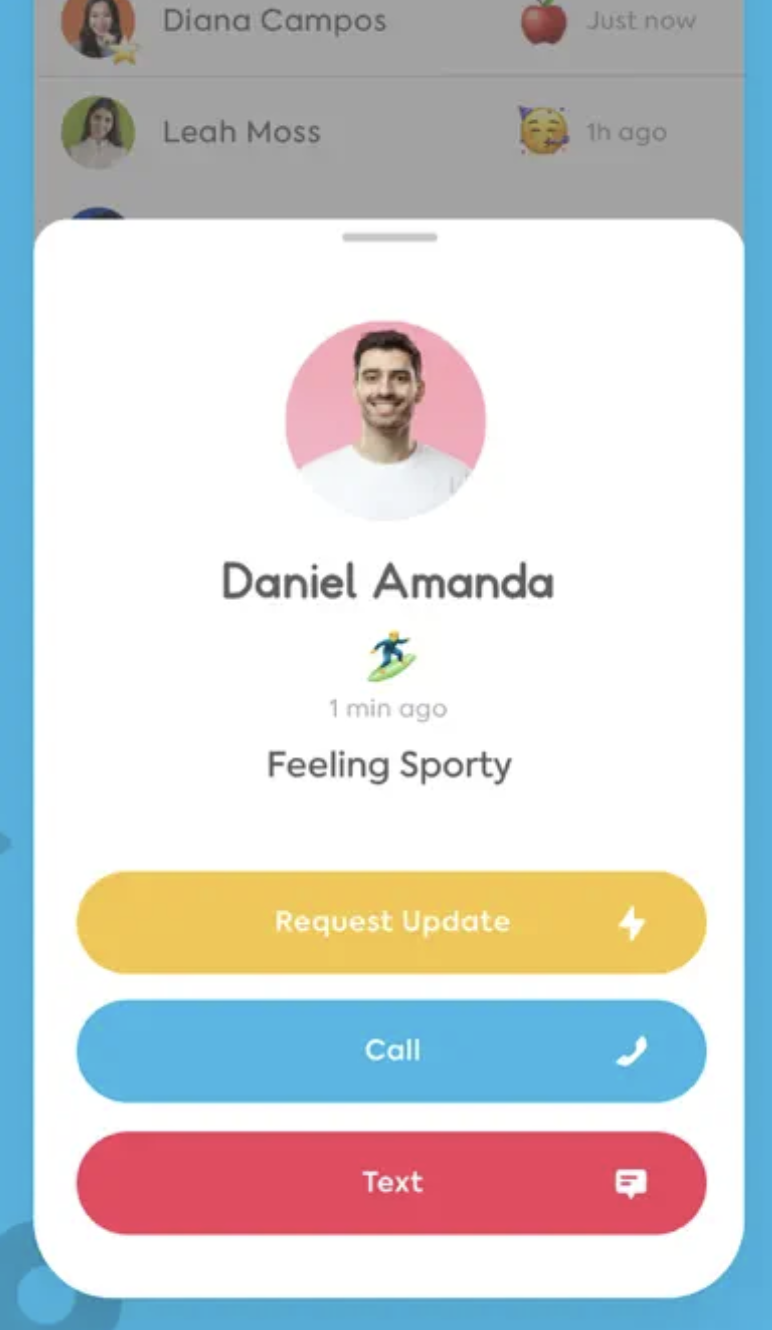 Diana Campos Just now
Leah Moss 1h ago
Daniel Amanda
1 min ago
Feeling Sporty
Request Update
Call
Text